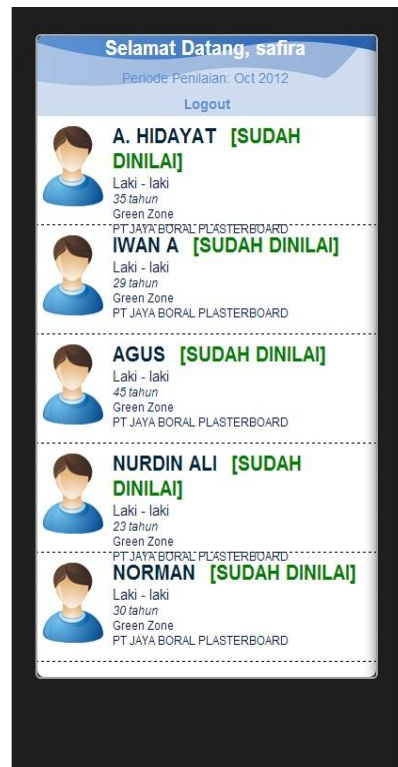 Selamat Datang, safira
Periode Penilaian: Oct 2012
Logout
A. HIDAYAT [SUDAH
DINILAI]
Laki - laki
35 tahun
Green Zone
PT JAYA BORAL PLASTERBOARD
IWAN A [SUDAH DINILAI]
Laki - laki
29 tahun
Green Zone
PT JAYA BORAL PLASTERBOARD
AGUS [SUDAH DINILAI]
Laki - laki
45 tahun
Green Zone
PT JAYA BORAL PLASTERBOARD
NURDIN ALI [SUDAH
DINILAI]
Laki - laki
23 tahun
Green Zone
PT JAYA BORAL PLASTERBOARD
NORMAN [SUDAH DINILAI]
Laki - laki
30 tahun
Green Zone
PT JAYA BORAL PLASTERBOARD